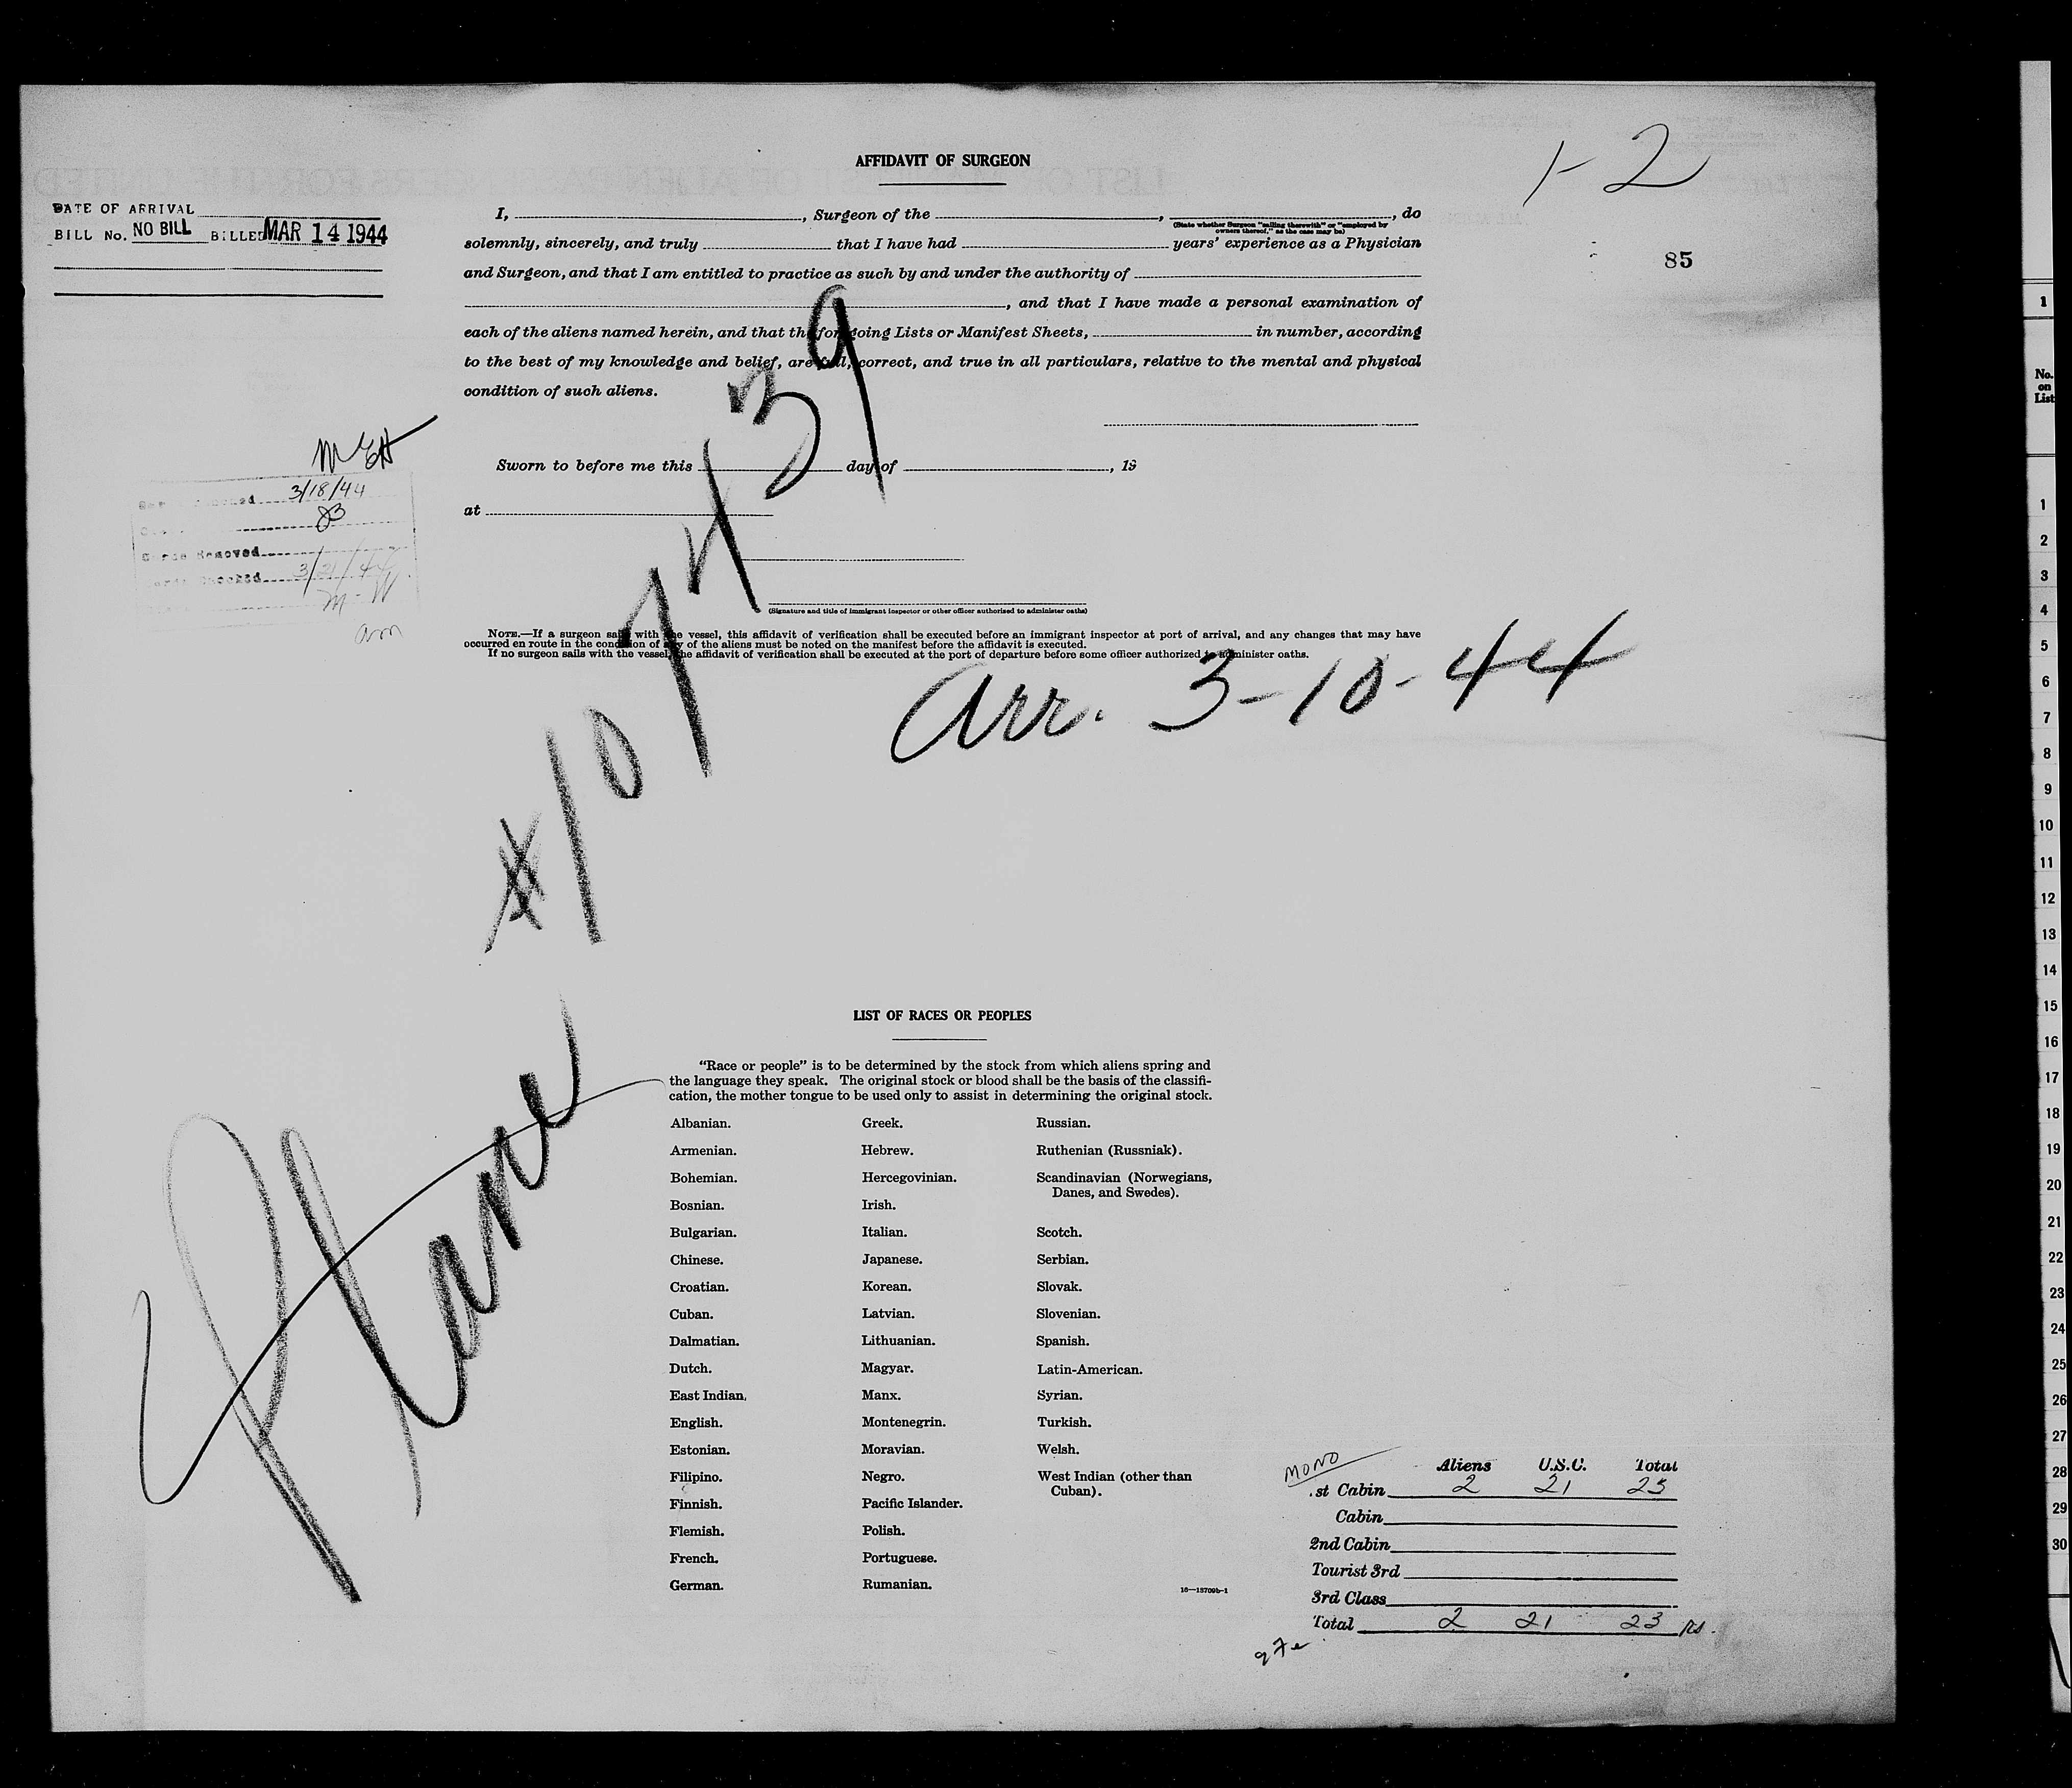 AFFIDAVIT OF SURGEON
1-2
DATE OF ARRIVAL
BILL No. NO BILL BILLED MAR 14 1944
85
I, , Surgeon of the , , do
(State whether Surgeon "sailing therewith" or "employed by owners thereof," as the case may be)
solemnly, sincerely, and truly that I have had years' experience as a Physician
and Surgeon, and that I am entitled to practice as such by and under the authority of
, and that I have made a personal examination of
each of the aliens named herein, and that the foregoing Lists or Manifest Sheets, in number, according
to the best of my knowledge and belief, are full, correct, and true in all particulars, relative to the mental and physical
condition of such aliens.
Sworn to before me this day of , 19
at
(Signature and title of immigrant inspector or other officer authorized to administer oaths)
3/18/44
Cards Removed
3/21/44
NOTE.—If a surgeon sails with the vessel, this affidavit of verification shall be executed before an immigrant inspector at port of arrival, and any changes that may have
occurred en route in the condition of any of the aliens must be noted on the manifest before the affidavit is executed.
If no surgeon sails with the vessel, the affidavit of verification shall be executed at the port of departure before some officer authorized to administer oaths.
Arr. 3-10-44
Plane #107439
LIST OF RACES OR PEOPLES
"Race or people" is to be determined by the stock from which aliens spring and
the language they speak. The original stock or blood shall be the basis of the classifi-
cation, the mother tongue to be used only to assist in determining the original stock.
Albanian.
Armenian.
Bohemian.
Bosnian.
Bulgarian.
Chinese.
Croatian.
Cuban.
Dalmatian.
Dutch.
East Indian.
English.
Estonian.
Filipino.
Finnish.
Flemish.
French.
German.
Greek.
Hebrew.
Hercegovinian.
Irish.
Italian.
Japanese.
Korean.
Latvian.
Lithuanian.
Magyar.
Manx.
Montenegrin.
Moravian.
Negro.
Pacific Islander.
Polish.
Portuguese.
Rumanian.
Russian.
Ruthenian (Russniak).
Scandinavian (Norwegians,
Danes, and Swedes).
Scotch.
Serbian.
Slovak.
Slovenian.
Spanish.
Latin-American.
Syrian.
Turkish.
Welsh.
West Indian (other than
Cuban).
16—13709b-1
MONO
Aliens U.S.C. Total
st Cabin 2 21 23
Cabin
2nd Cabin
Tourist 3rd
3rd Class
Total 2 21 23
1
No.
on
List
1
2
3
4
5
6
7
8
9
10
11
12
13
14
15
16
17
18
19
20
21
22
23
24
25
26
27
28
29
30